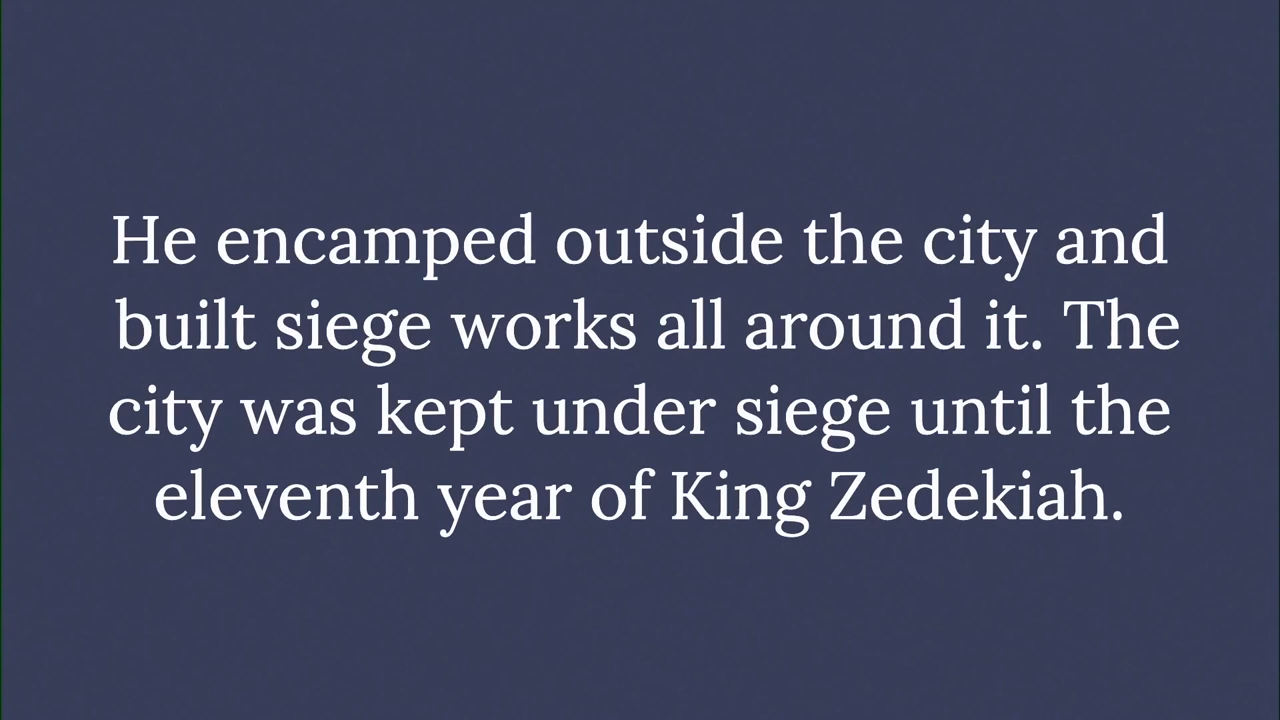 He encamped outside the city and
built siege works all around it. The
city was kept under siege until the
eleventh year of King Zedekiah.